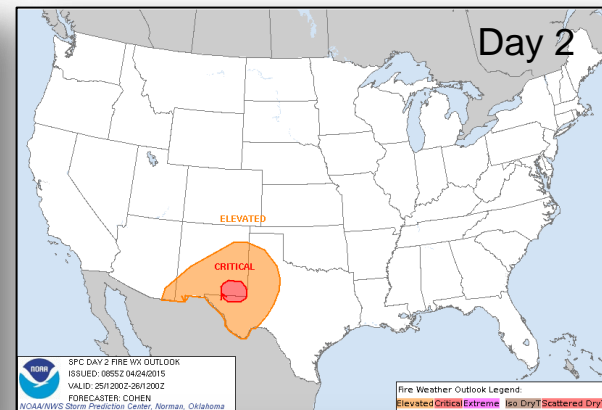 Day 2
ELEVATED
CRITICAL
NOAA
SPC DAY 2 FIRE WX OUTLOOK
ISSUED: 0855Z 04/24/2015
VALID: 25/1200Z-26/1200Z
FORECASTER: COHEN
NOAA/NWS Storm Prediction Center, Norman, Oklahoma
Fire Weather Outlook Legend:
Elevated Critical Extreme Iso DryT Scattered Dry